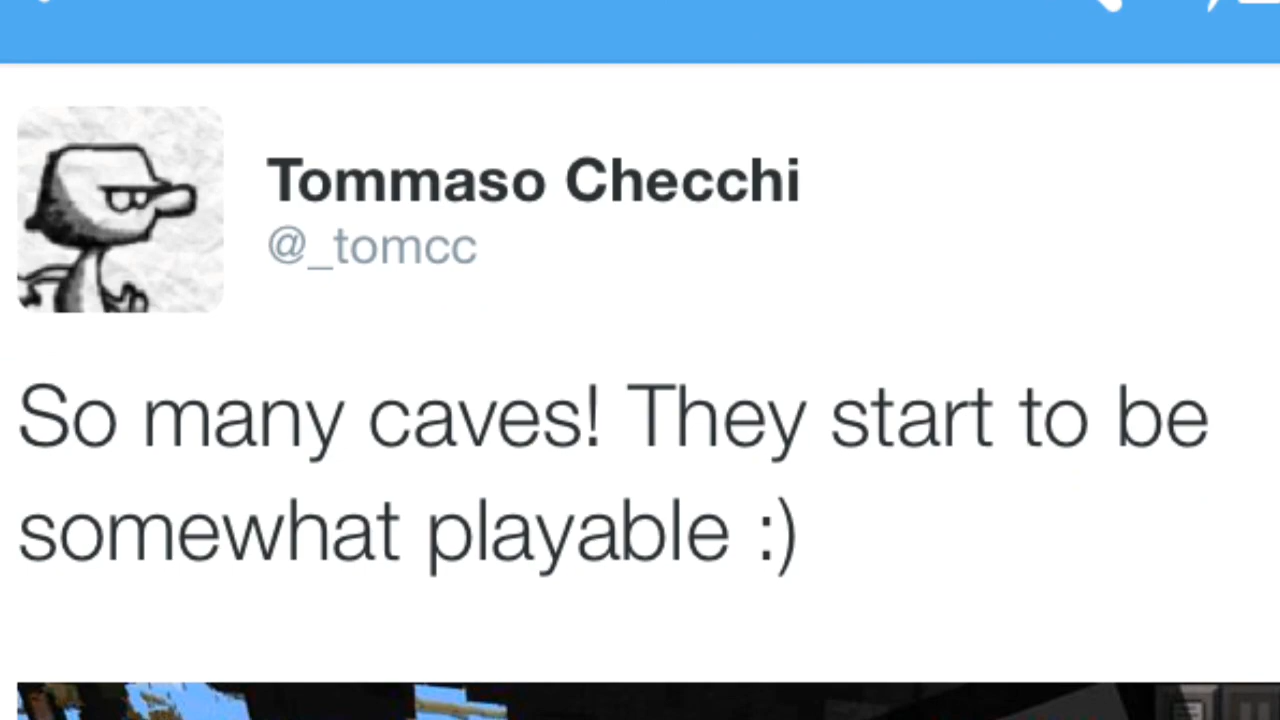 Tommaso Checchi
@_tomcc
So many caves! They start to be
somewhat playable :)